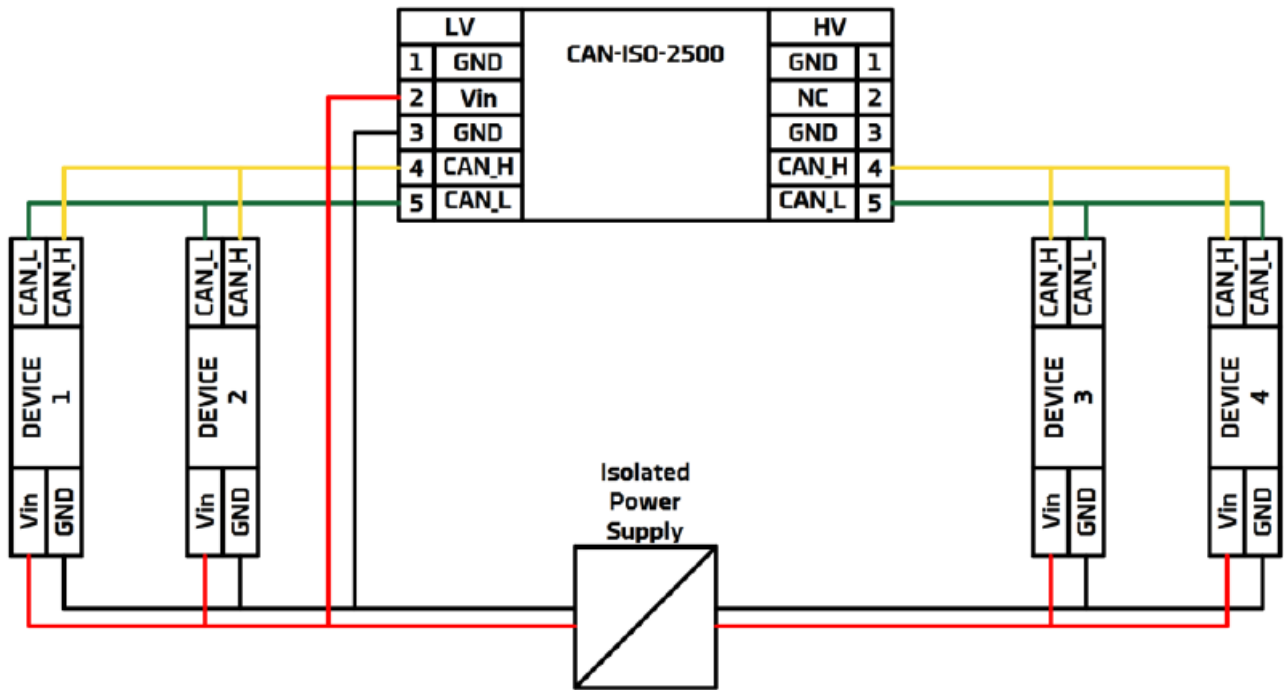 LV
CAN-ISO-2500
HV
1 GND
GND 1
2 Vin
NC 2
3 GND
GND 3
4 CAN_H
CAN_H 4
5 CAN_L
CAN_L 5
CAN_L
CAN_H
DEVICE
1
Vin
GND
CAN_L
CAN_H
DEVICE
2
Vin
GND
Isolated
Power
Supply
CAN_H
CAN_L
DEVICE
3
Vin
GND
CAN_H
CAN_L
DEVICE
4
Vin
GND